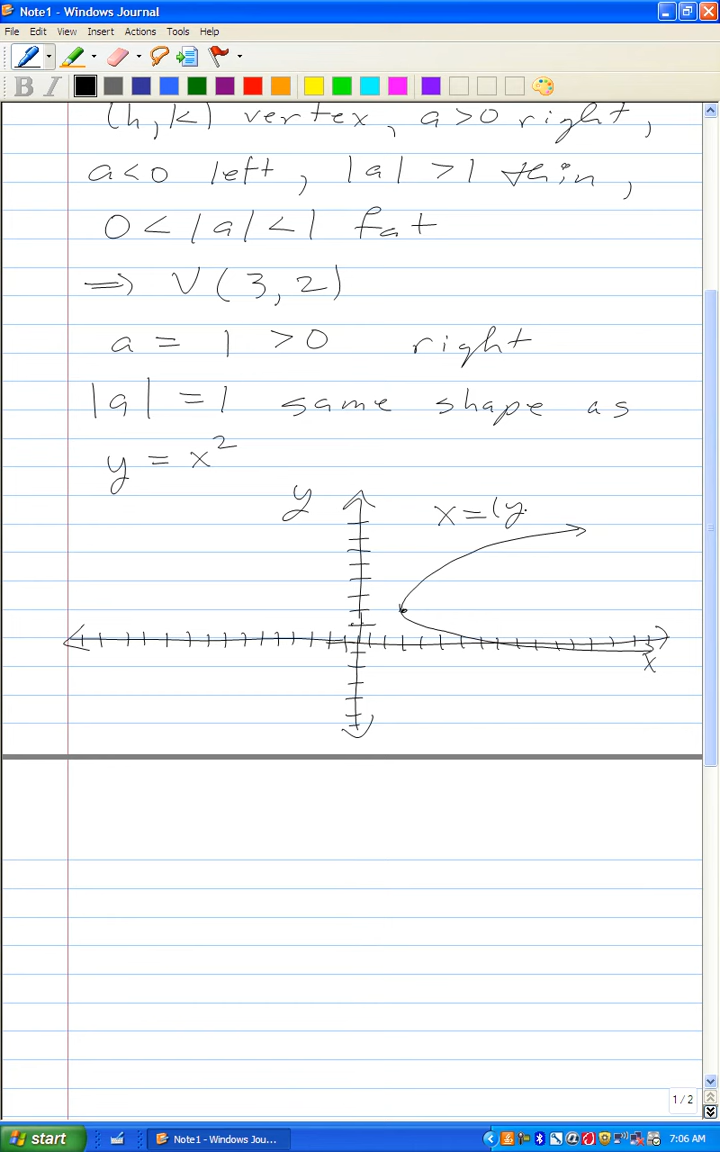 Note1 - Windows Journal
File Edit View Insert Actions Tools Help
B I
(h,k) vertex, a>0 right,
a<0 left, |a| >1 thin,
0 < |a| < 1 fat
⇒ V(3,2)
a = 1 >0 right
|a| = 1 same shape as
y = x²
y x=(y-
x
1 / 2
start Note1 - Windows Jou... 7:06 AM